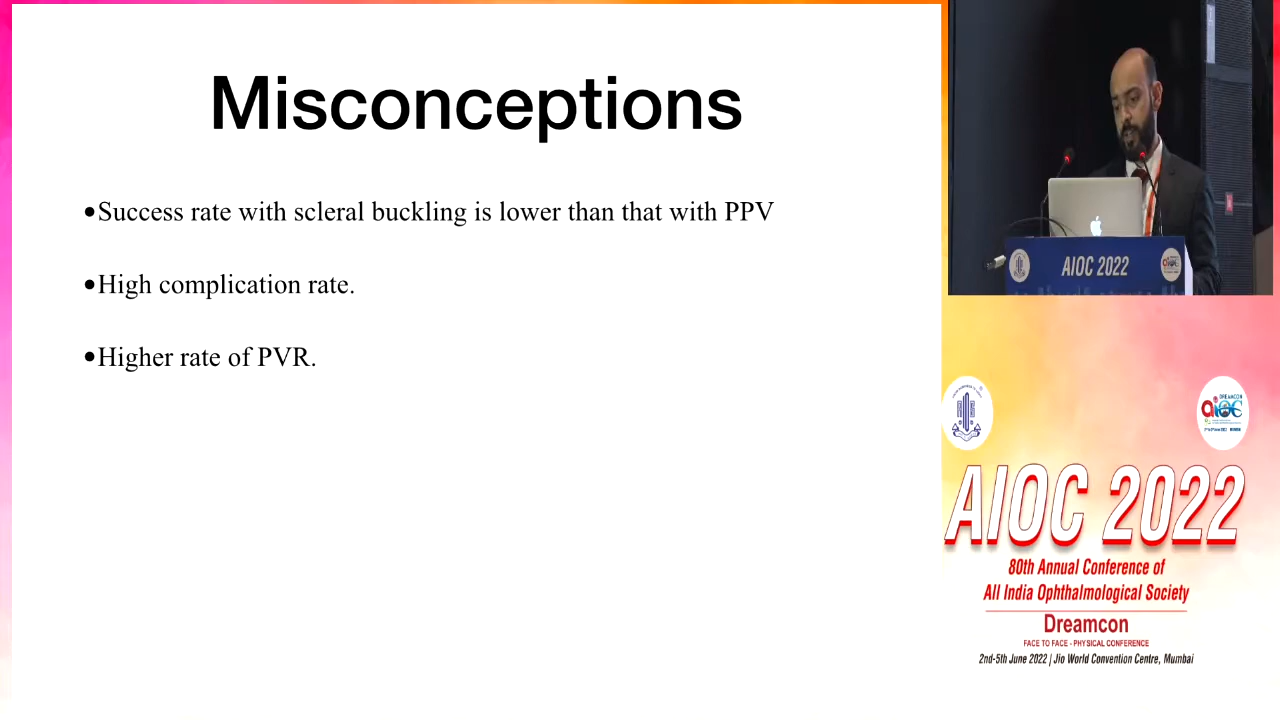 Misconceptions
•Success rate with scleral buckling is lower than that with PPV
•High complication rate.
•Higher rate of PVR.
AIOC 2022
DREAMCON
aioc
AIOC 2022
80th Annual Conference of
All India Ophthalmological Society
Dreamcon
FACE TO FACE - PHYSICAL CONFERENCE
2nd-5th June 2022 | Jio World Convention Centre, Mumbai